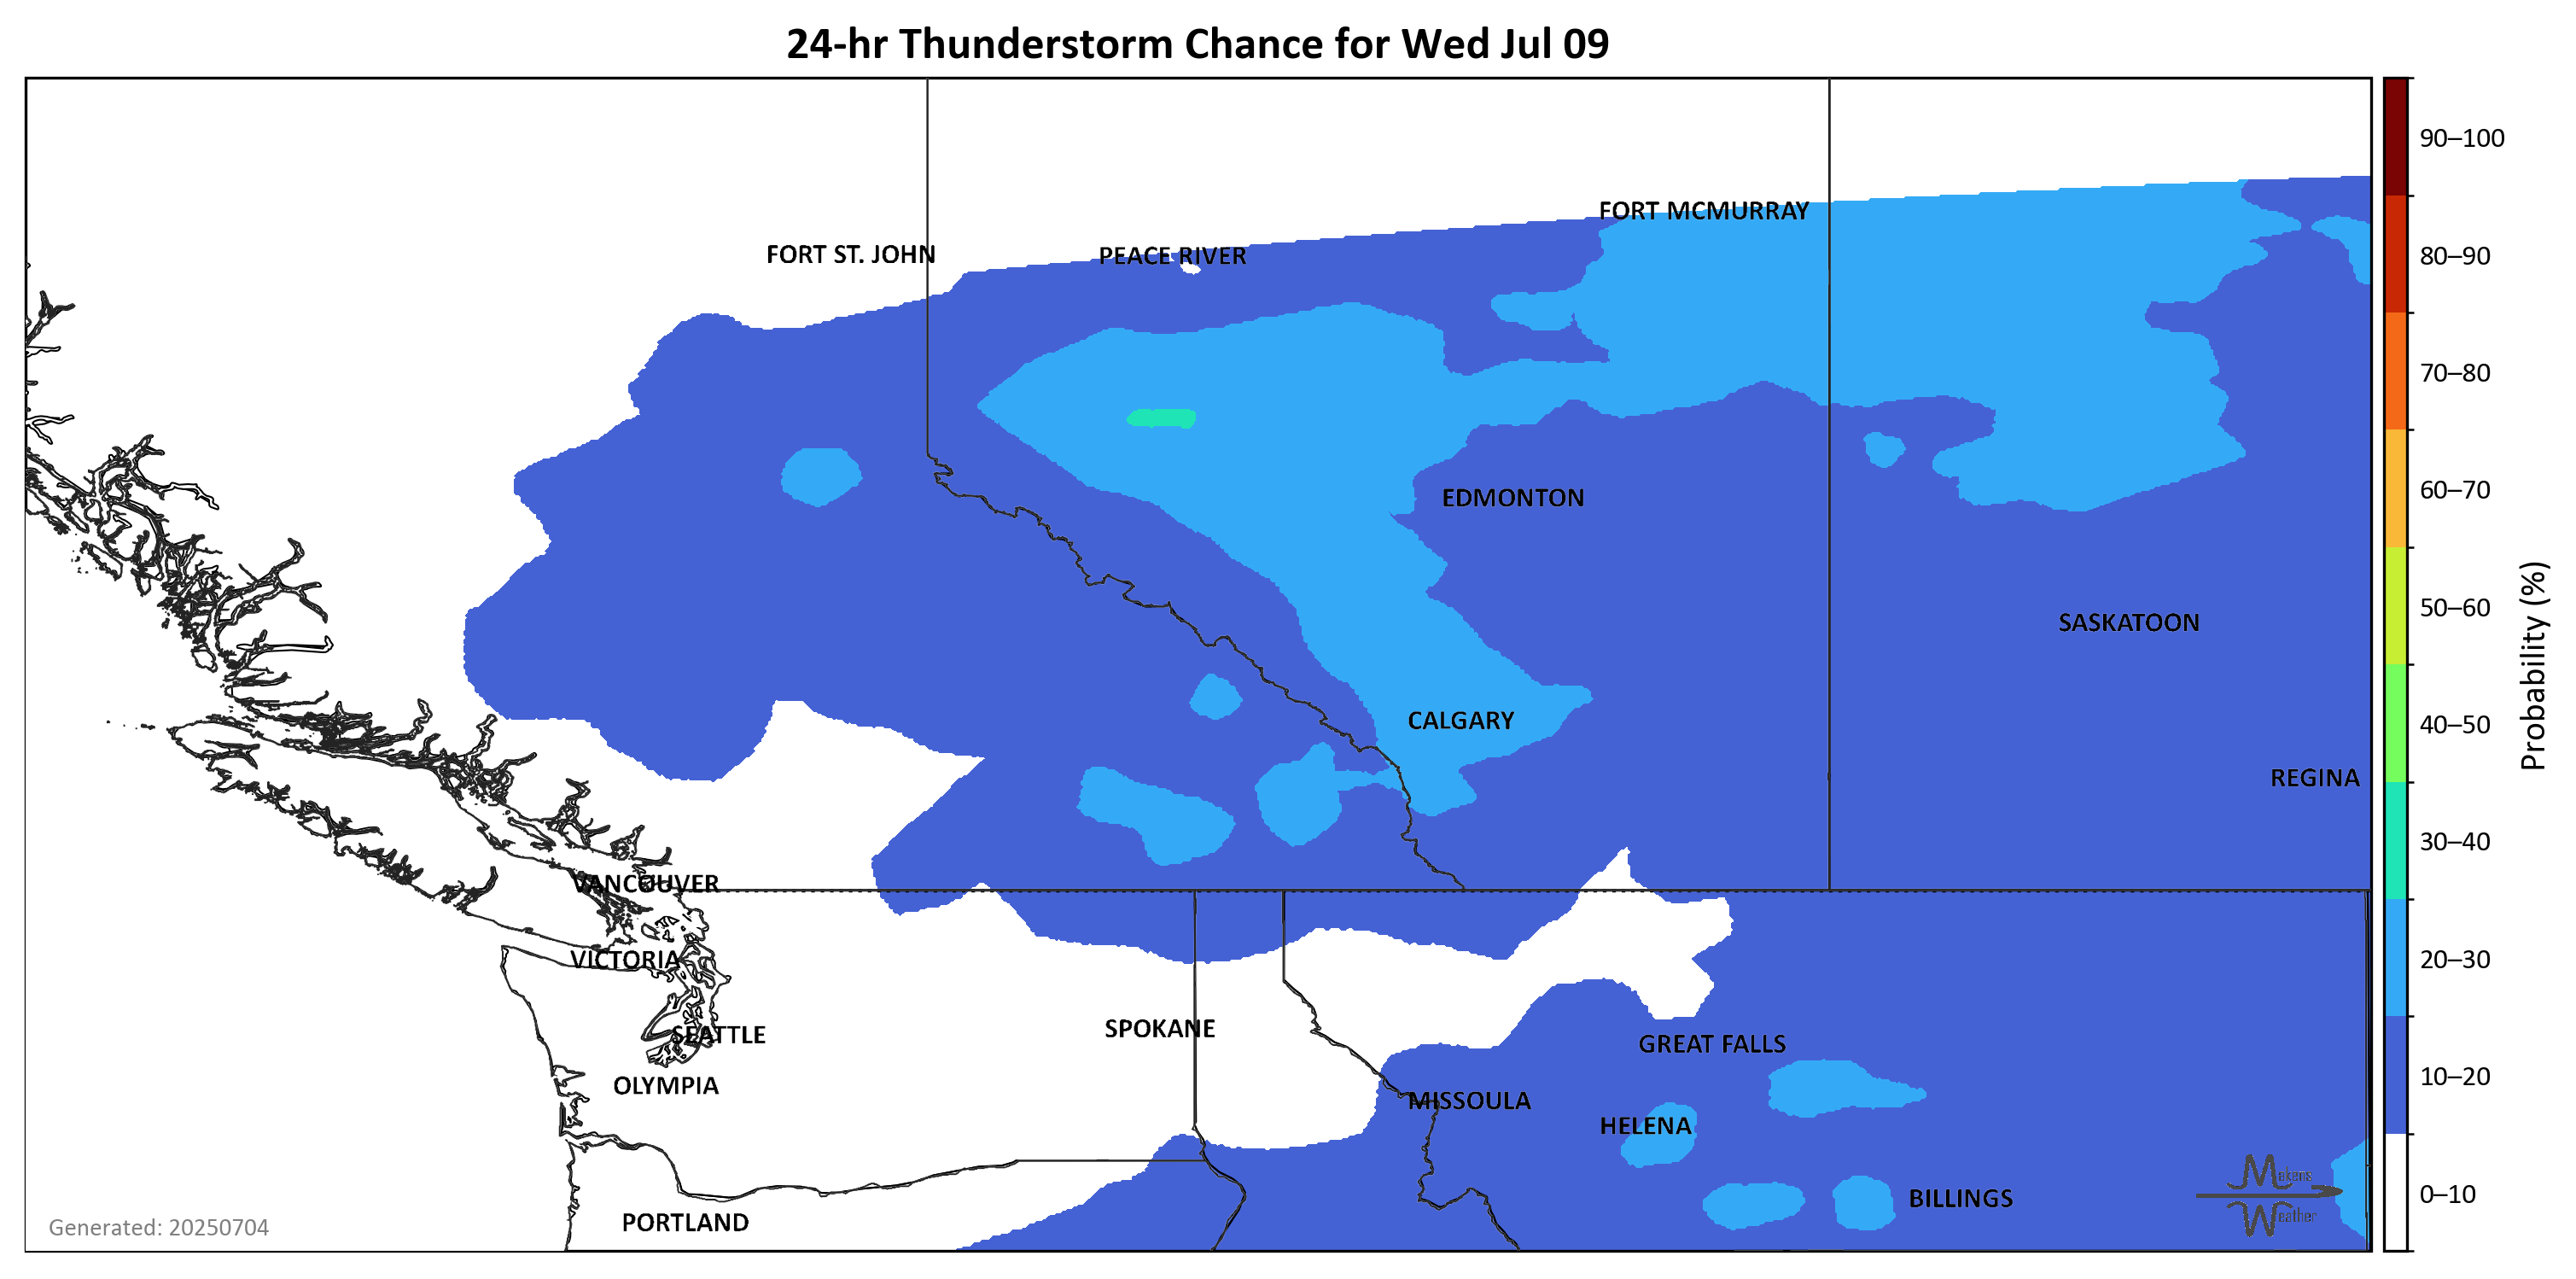 24-hr Thunderstorm Chance for Wed Jul 09
90–100
FORT MCMURRAY
FORT ST. JOHN
PEACE RIVER
80–90
70–80
EDMONTON
60–70
SASKATOON
50–60
Probability (%)
CALGARY
40–50
REGINA
30–40
VANCOUVER
VICTORIA
20–30
SPOKANE
SEATTLE
GREAT FALLS
OLYMPIA
10–20
MISSOULA
HELENA
Mekens
Weather
BILLINGS
0–10
PORTLAND
Generated: 20250704